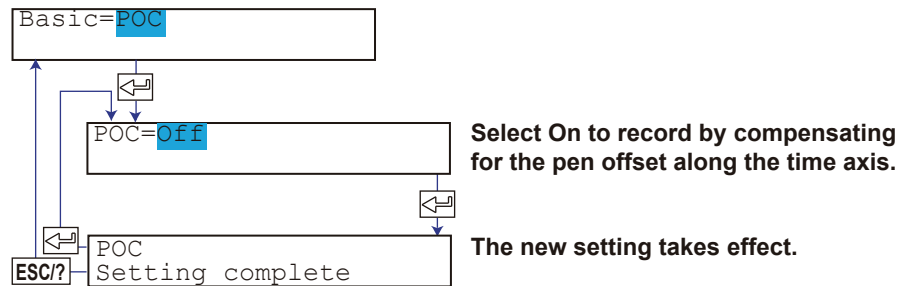 Basic=POC
POC=Off
Select On to record by compensating
for the pen offset along the time axis.
POC
Setting complete
The new setting takes effect.
ESC/?